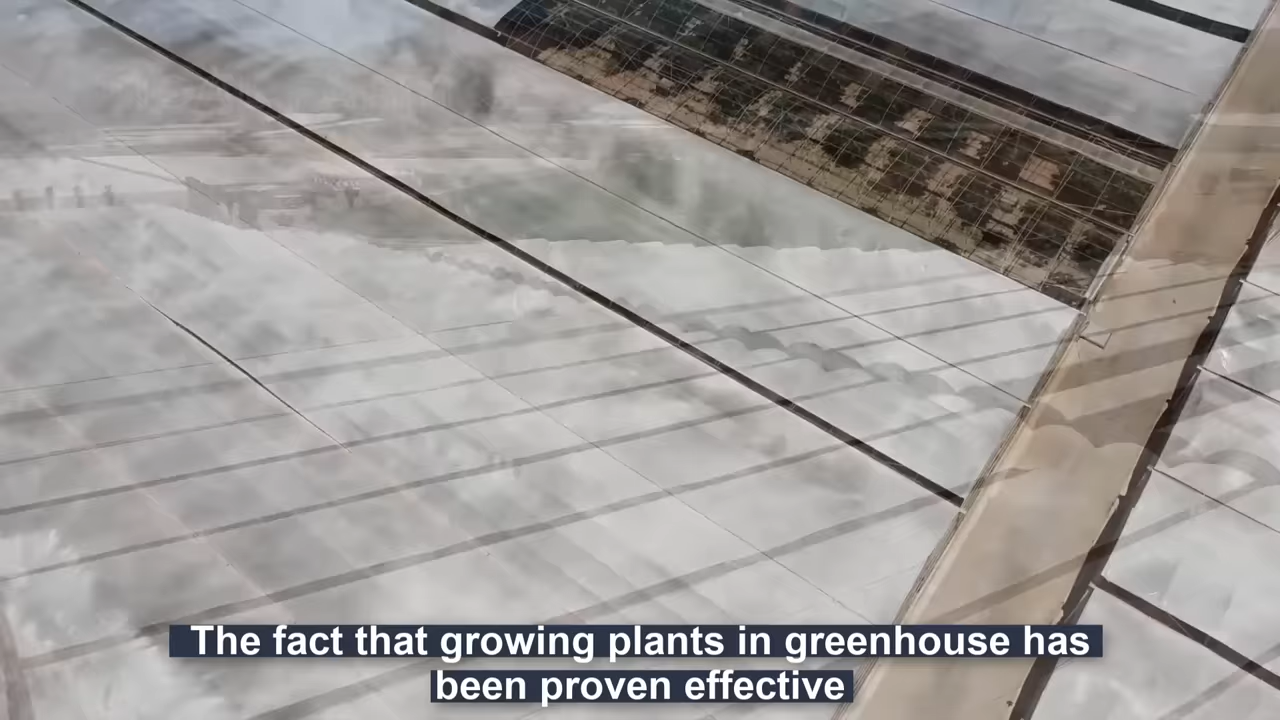 The fact that growing plants in greenhouse has
been proven effective